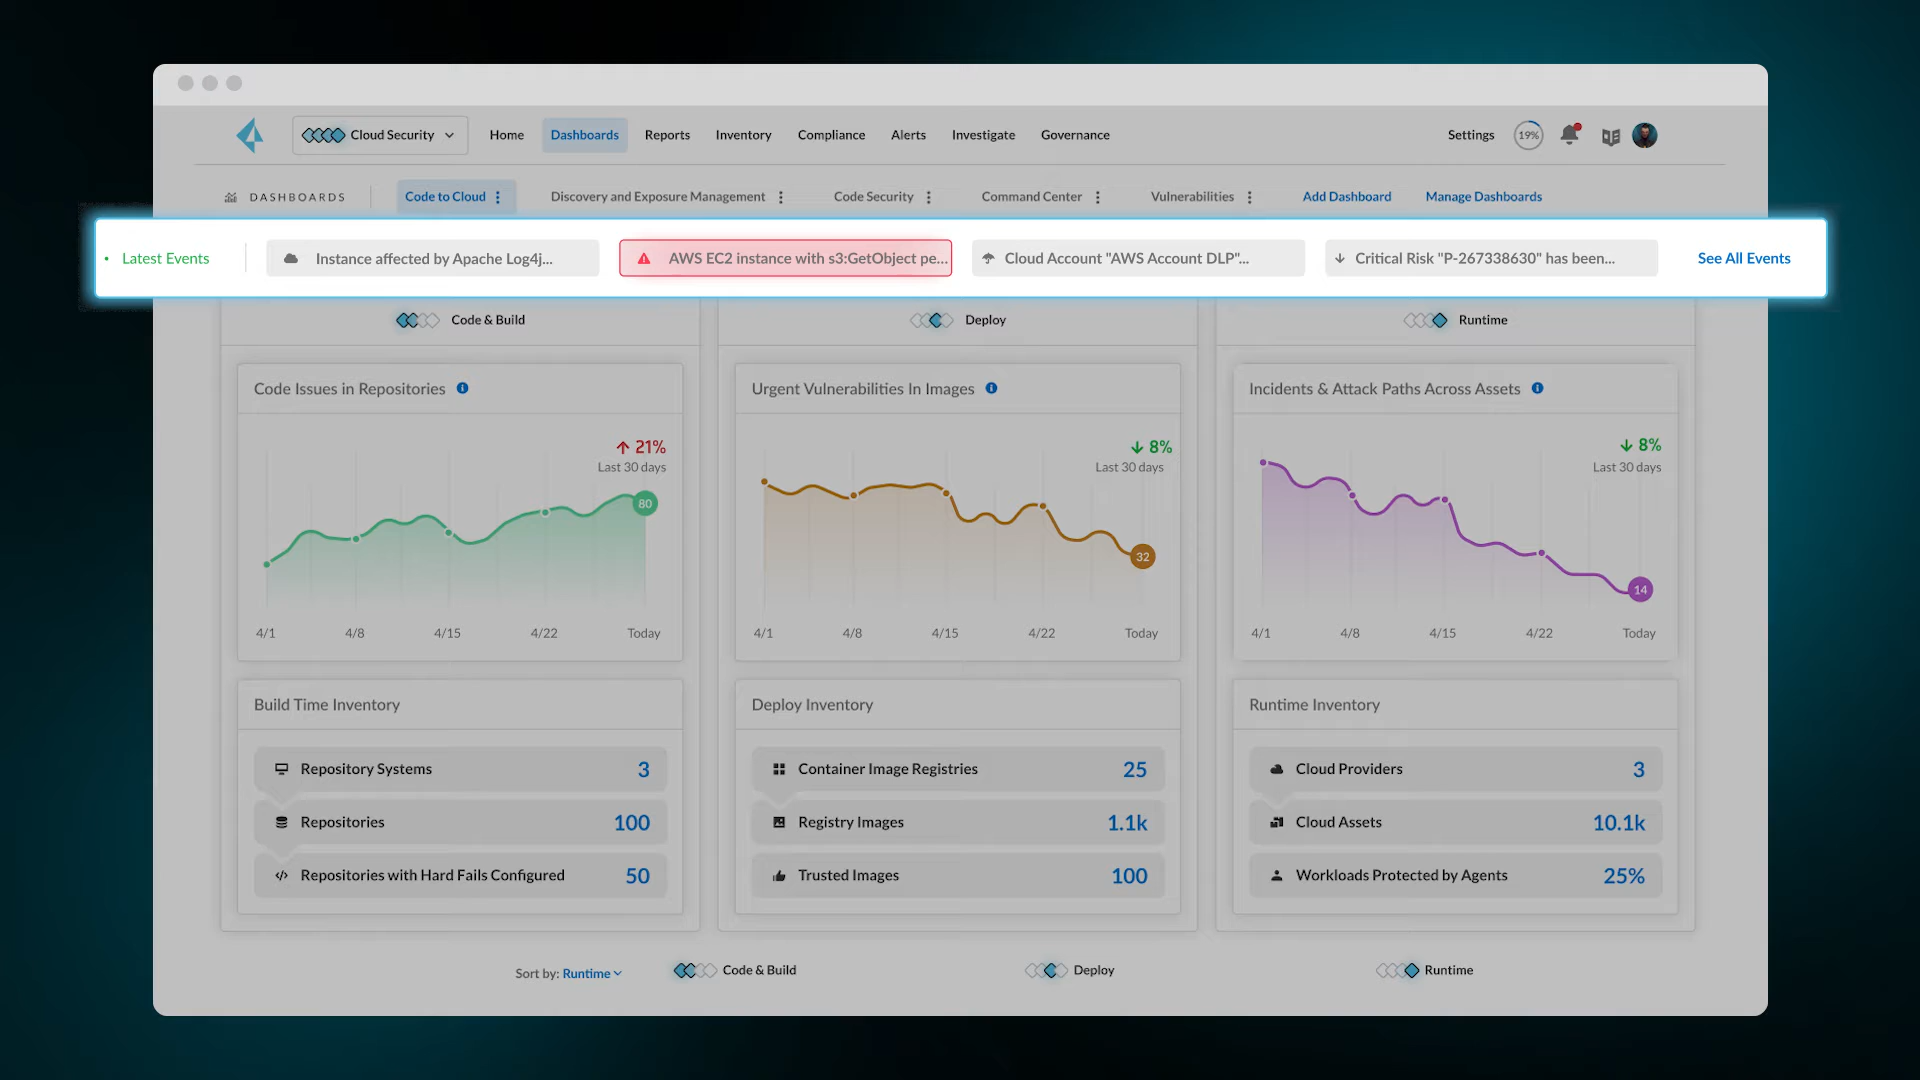 Cloud Security
Home
Dashboards
Reports
Inventory
Compliance
Alerts
Investigate
Governance
Settings
19%
DASHBOARDS
Code to Cloud
Discovery and Exposure Management
Code Security
Command Center
Vulnerabilities
Add Dashboard
Manage Dashboards
Latest Events
Instance affected by Apache Log4j...
AWS EC2 instance with s3:GetObject pe...
Cloud Account "AWS Account DLP"...
Critical Risk "P-267338630" has been...
See All Events
Code & Build
Deploy
Runtime
Code Issues in Repositories
21%
Last 30 days
80
4/1
4/8
4/15
4/22
Today
Urgent Vulnerabilities In Images
8%
Last 30 days
32
4/1
4/8
4/15
4/22
Today
Incidents & Attack Paths Across Assets
8%
Last 30 days
14
4/1
4/8
4/15
4/22
Today
Build Time Inventory
Repository Systems 3
Repositories 100
Repositories with Hard Fails Configured 50
Deploy Inventory
Container Image Registries 25
Registry Images 1.1k
Trusted Images 100
Runtime Inventory
Cloud Providers 3
Cloud Assets 10.1k
Workloads Protected by Agents 25%
Sort by: Runtime
Code & Build
Deploy
Runtime